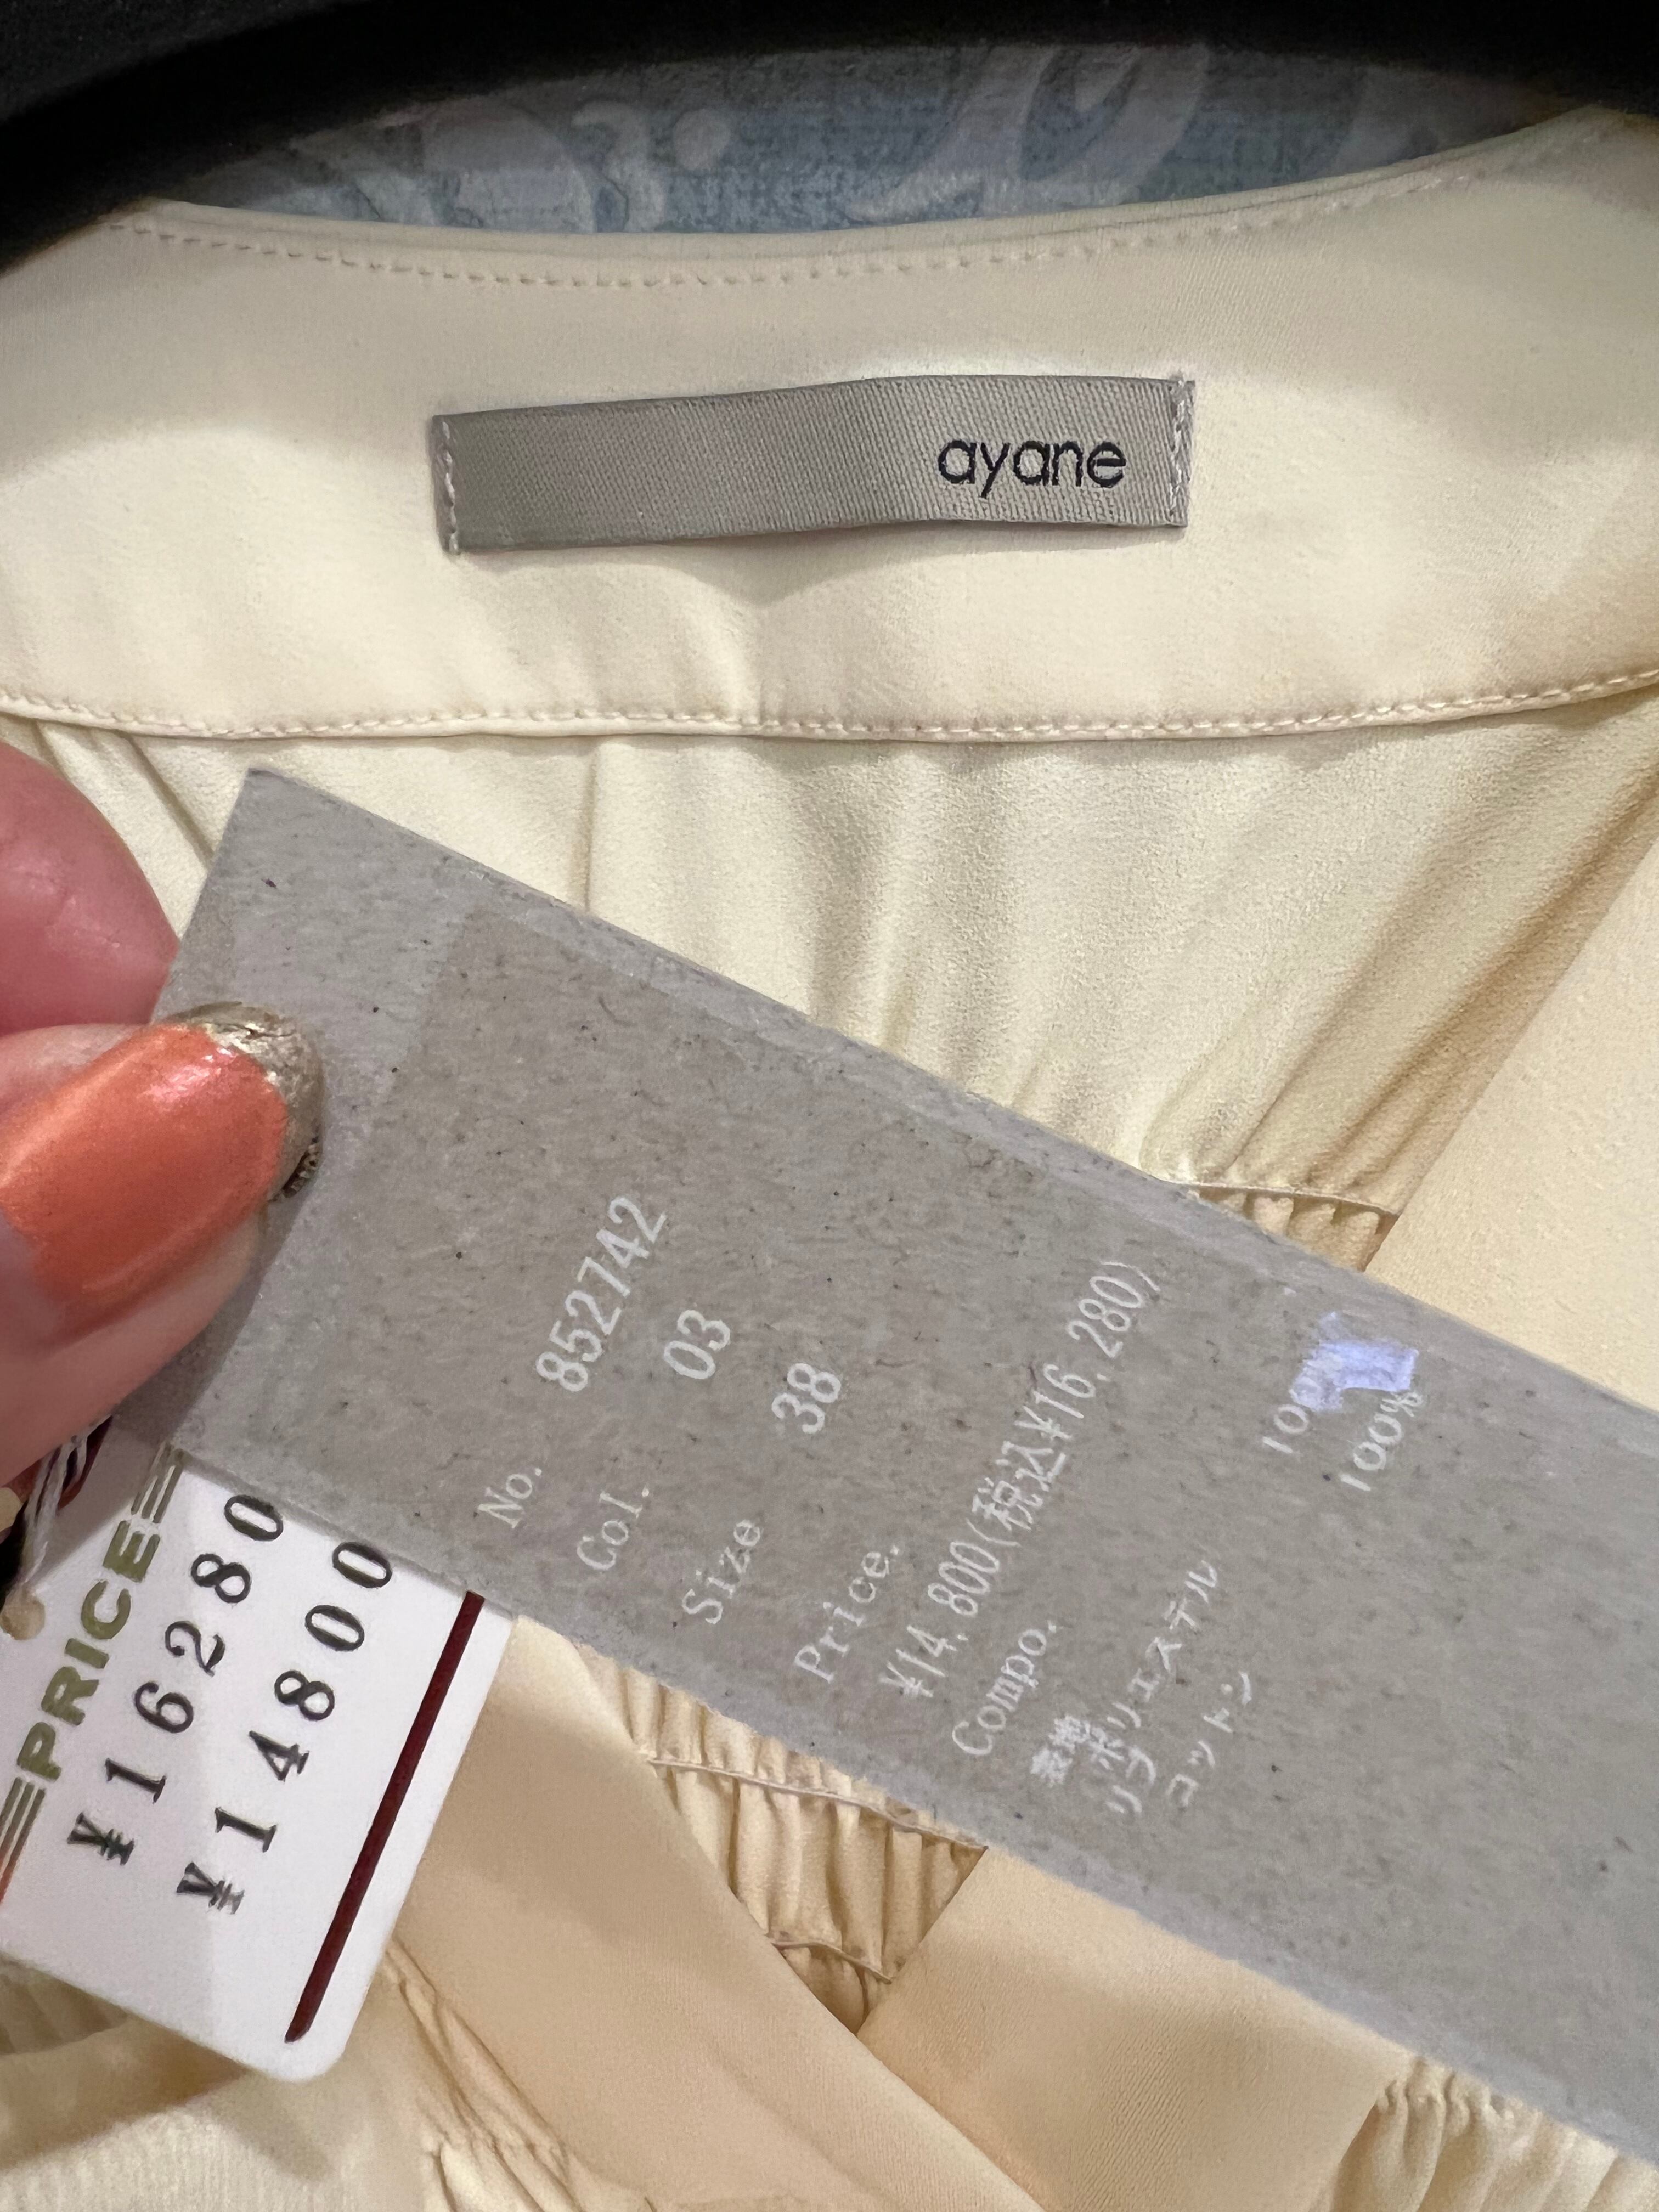 ayane
No. 852742
Col. 03
Size 38
Price.
¥14,800(税込¥16,280)
Compo.
表地
ポリエステル
リブ
コットン 100%
PRICE
¥16280
¥14800